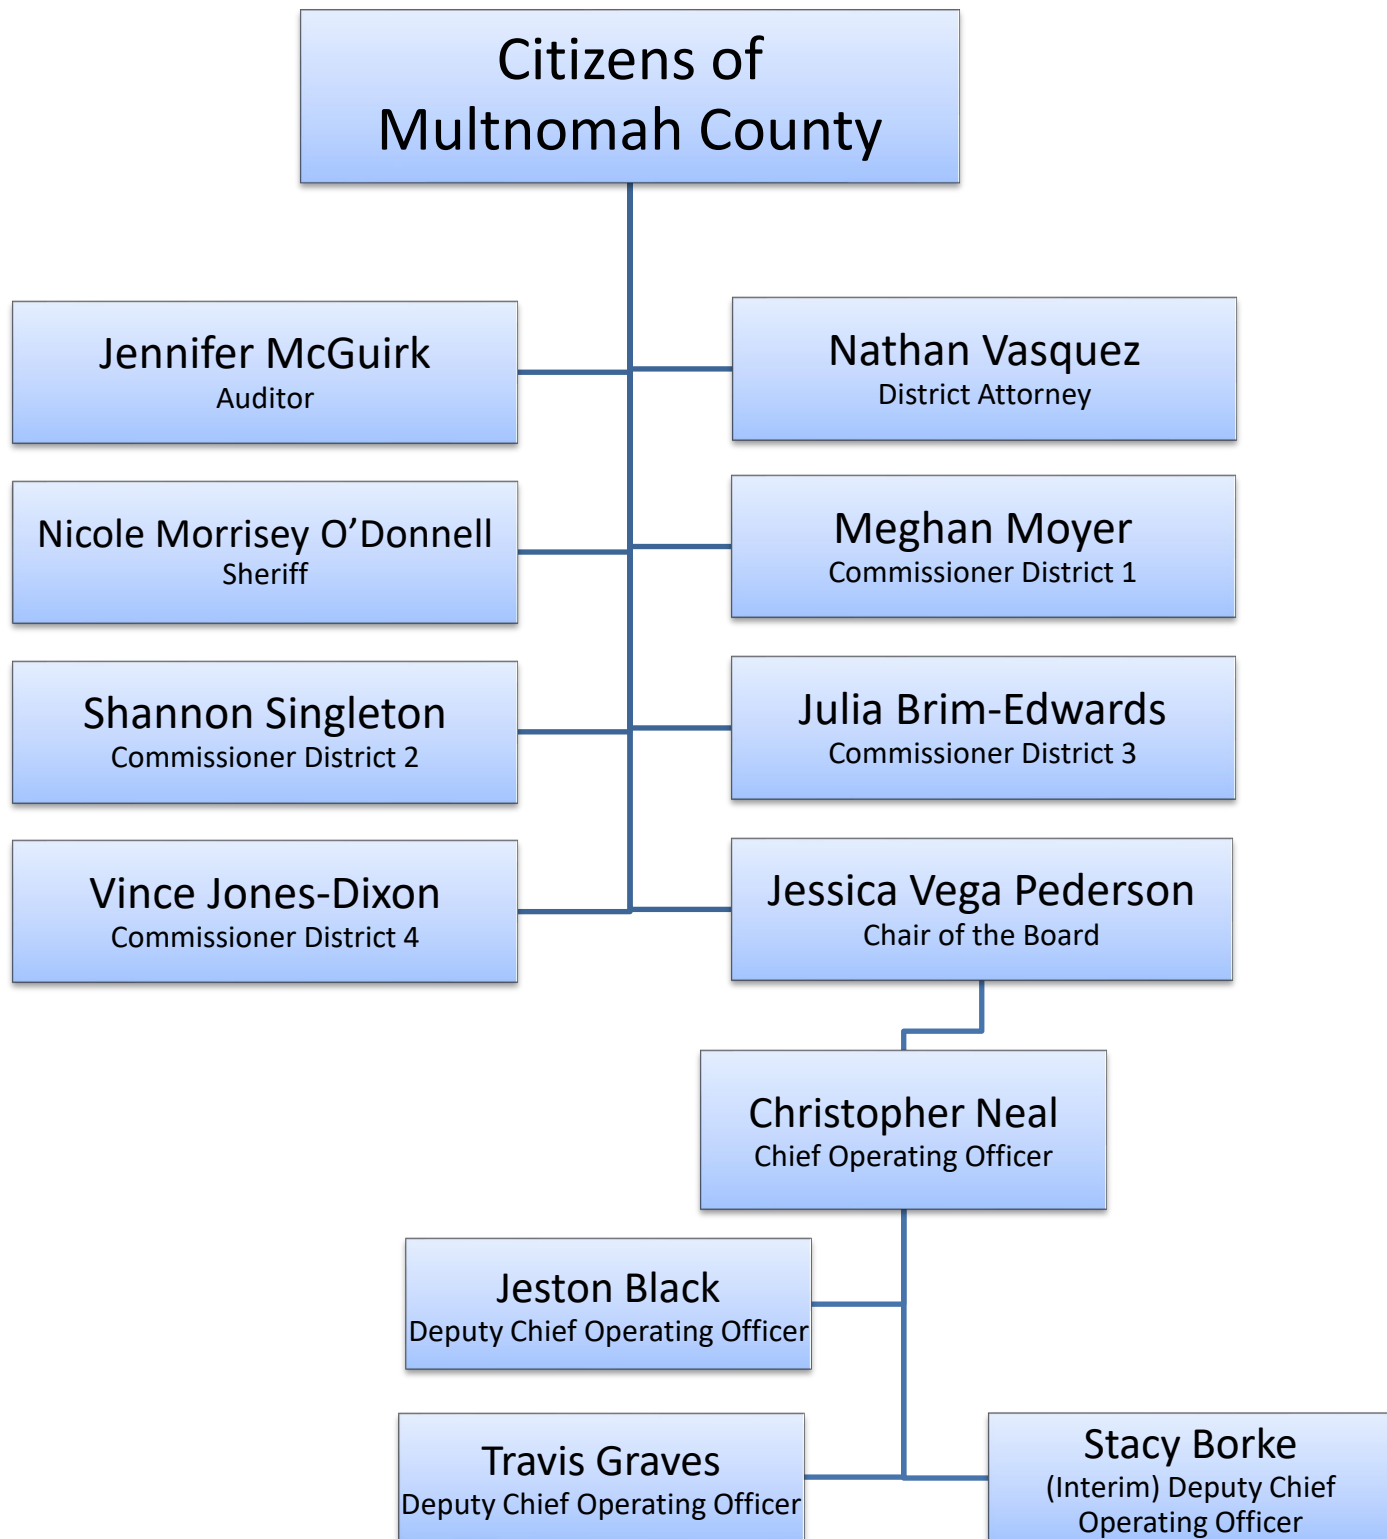 Citizens of
Multnomah County
Jennifer McGuirk
Auditor
Nathan Vasquez
District Attorney
Nicole Morrisey O’Donnell
Sheriff
Meghan Moyer
Commissioner District 1
Shannon Singleton
Commissioner District 2
Julia Brim-Edwards
Commissioner District 3
Vince Jones-Dixon
Commissioner District 4
Jessica Vega Pederson
Chair of the Board
Christopher Neal
Chief Operating Officer
Jeston Black
Deputy Chief Operating Officer
Travis Graves
Deputy Chief Operating Officer
Stacy Borke
(Interim) Deputy Chief
Operating Officer